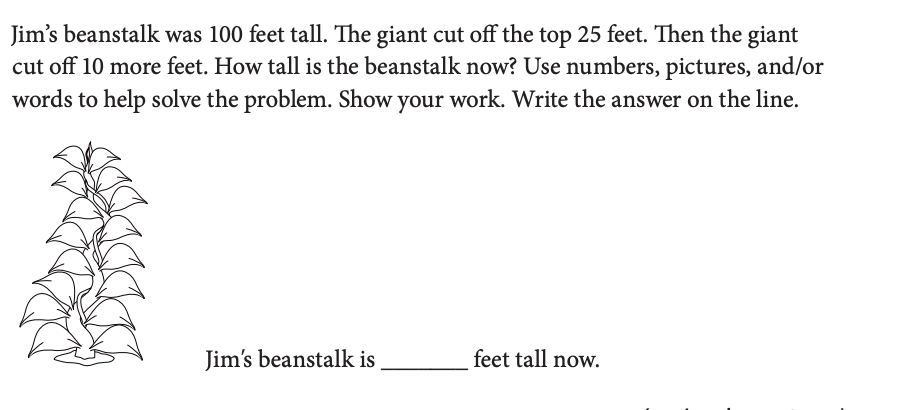 Jim’s beanstalk was 100 feet tall. The giant cut off the top 25 feet. Then the giant
cut off 10 more feet. How tall is the beanstalk now? Use numbers, pictures, and/or
words to help solve the problem. Show your work. Write the answer on the line.
Jim’s beanstalk is _______ feet tall now.